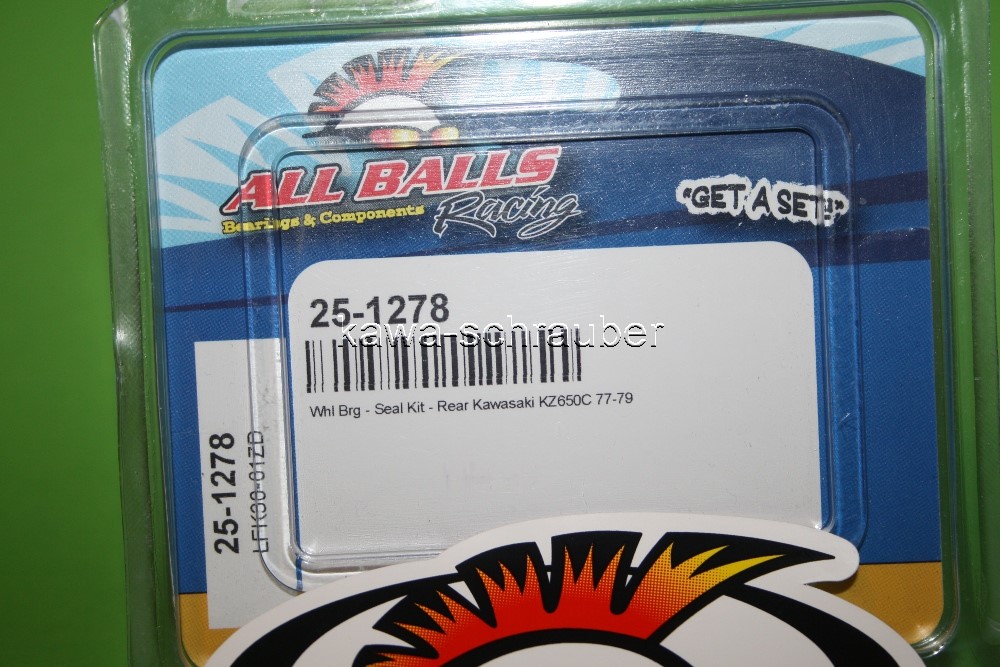 ALL BALLS
Racing
Bearings & Components
"GET A SET!"
25-1278
kawa-schrauber
Whl Brg - Seal Kit - Rear Kawasaki KZ650C 77-79
25-1278
LFK00-01ZD